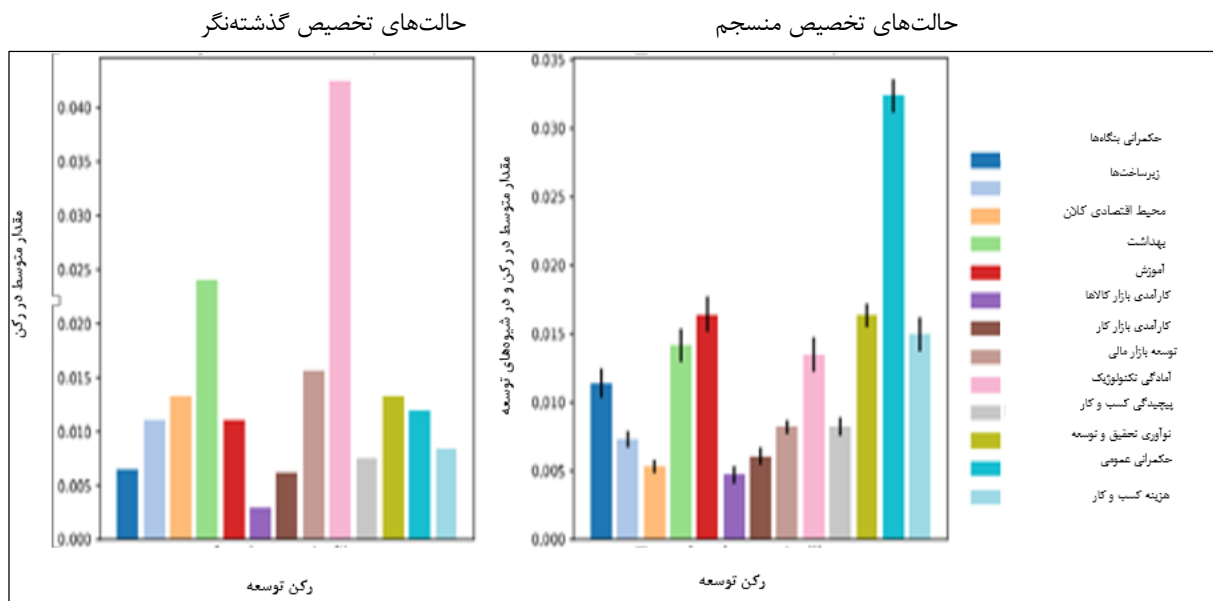 حالت‌های تخصیص منسجم
حالت‌های تخصیص گذشته‌نگر
0.035
0.030
0.025
0.020
0.015
0.010
0.005
0.000
مقدار متوسط در رکن و در شیوه‌های توسعه
رکن توسعه
0.040
0.035
0.030
0.025
0.020
0.015
0.010
0.005
0.000
مقدار متوسط در رکن
رکن توسعه
حکمرانی بنگاه‌ها
زیرساخت‌ها
محیط اقتصادی کلان
بهداشت
آموزش
کارآمدی بازار کالاها
کارآمدی بازار کار
توسعه بازار مالی
آمادگی تکنولوژیک
پیچیدگی کسب و کار
نوآوری تحقیق و توسعه
حکمرانی عمومی
هزینه کسب و کار